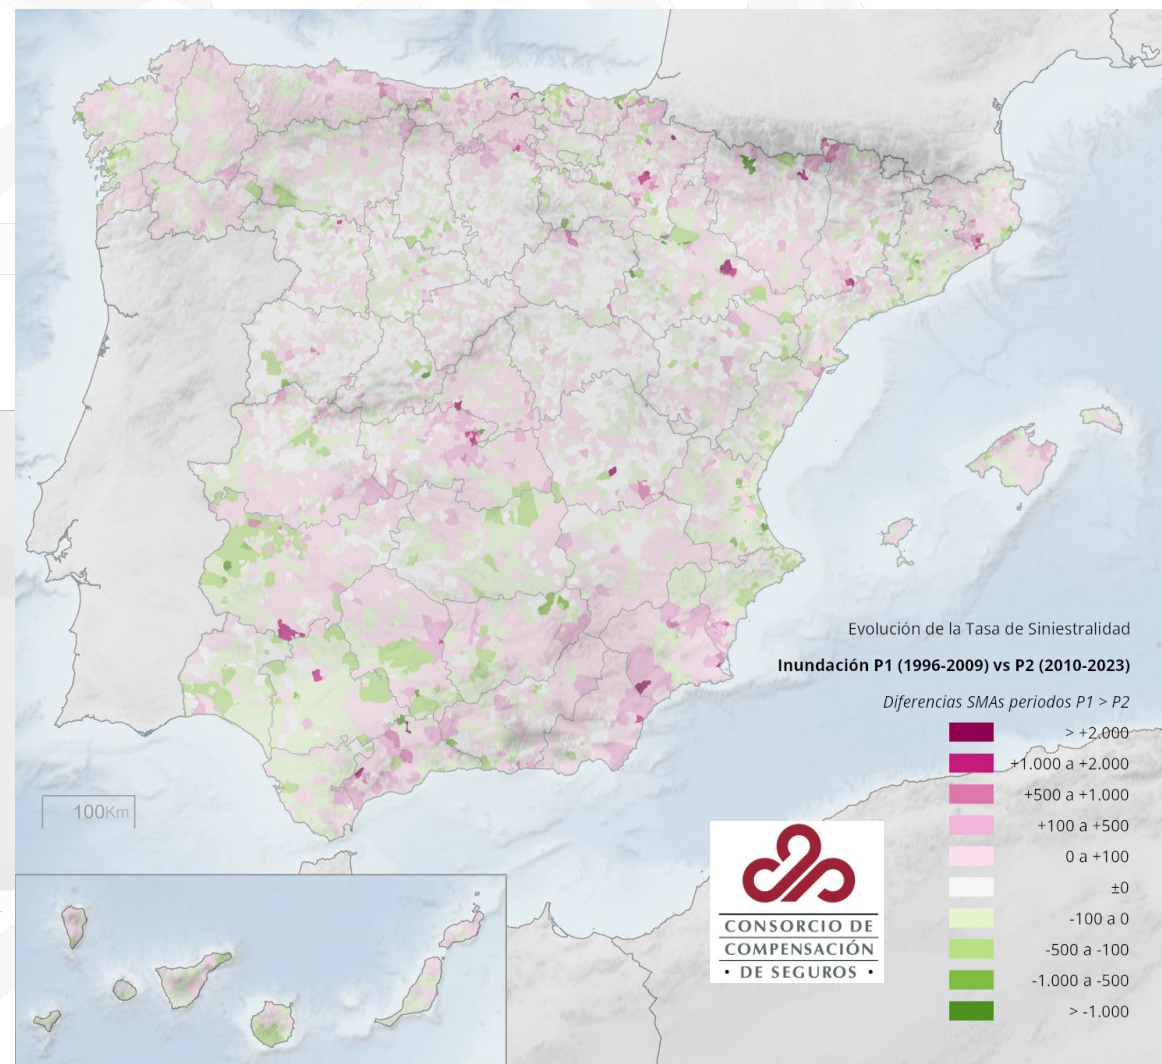 Evolución de la Tasa de Siniestralidad
Inundación P1 (1996-2009) vs P2 (2010-2023)
Diferencias SMAs periodos P1 > P2
> +2.000
+1.000 a +2.000
+500 a +1.000
+100 a +500
0 a +100
±0
-100 a 0
-500 a -100
-1.000 a -500
> -1.000
100Km
CONSORCIO DE
COMPENSACIÓN
• DE SEGUROS •